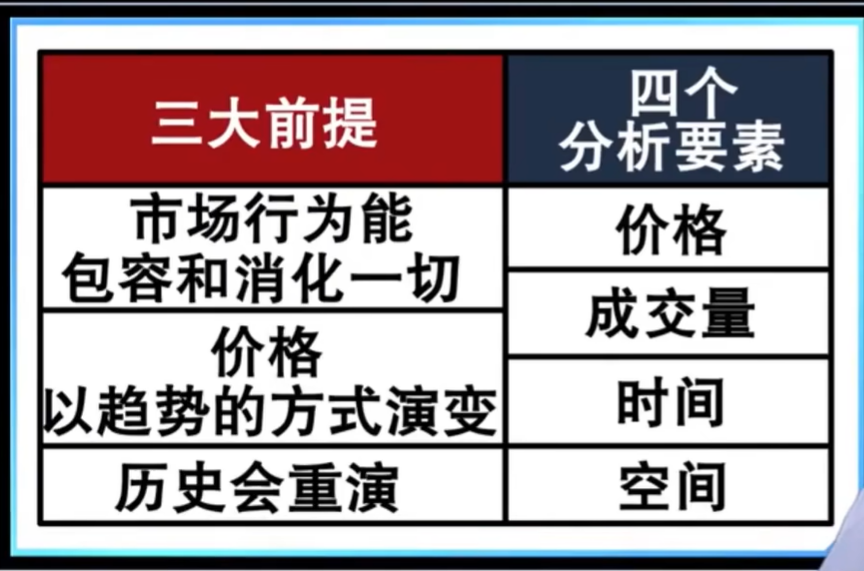 三大前提
四个
分析要素
市场行为能
包容和消化一切
价格
以趋势的方式演变
历史会重演
价格
成交量
时间
空间